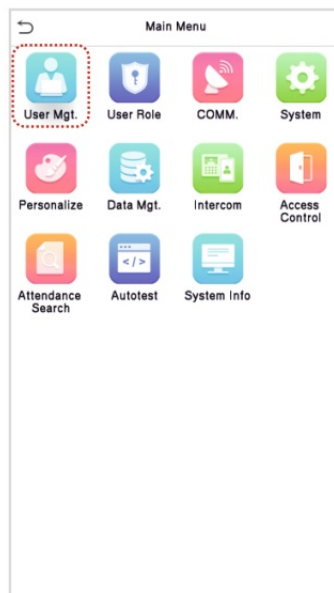 Main Menu
User Mgt.
User Role
COMM.
System
Personalize
Data Mgt.
Intercom
Access
Control
Attendance
Search
Autotest
System Info